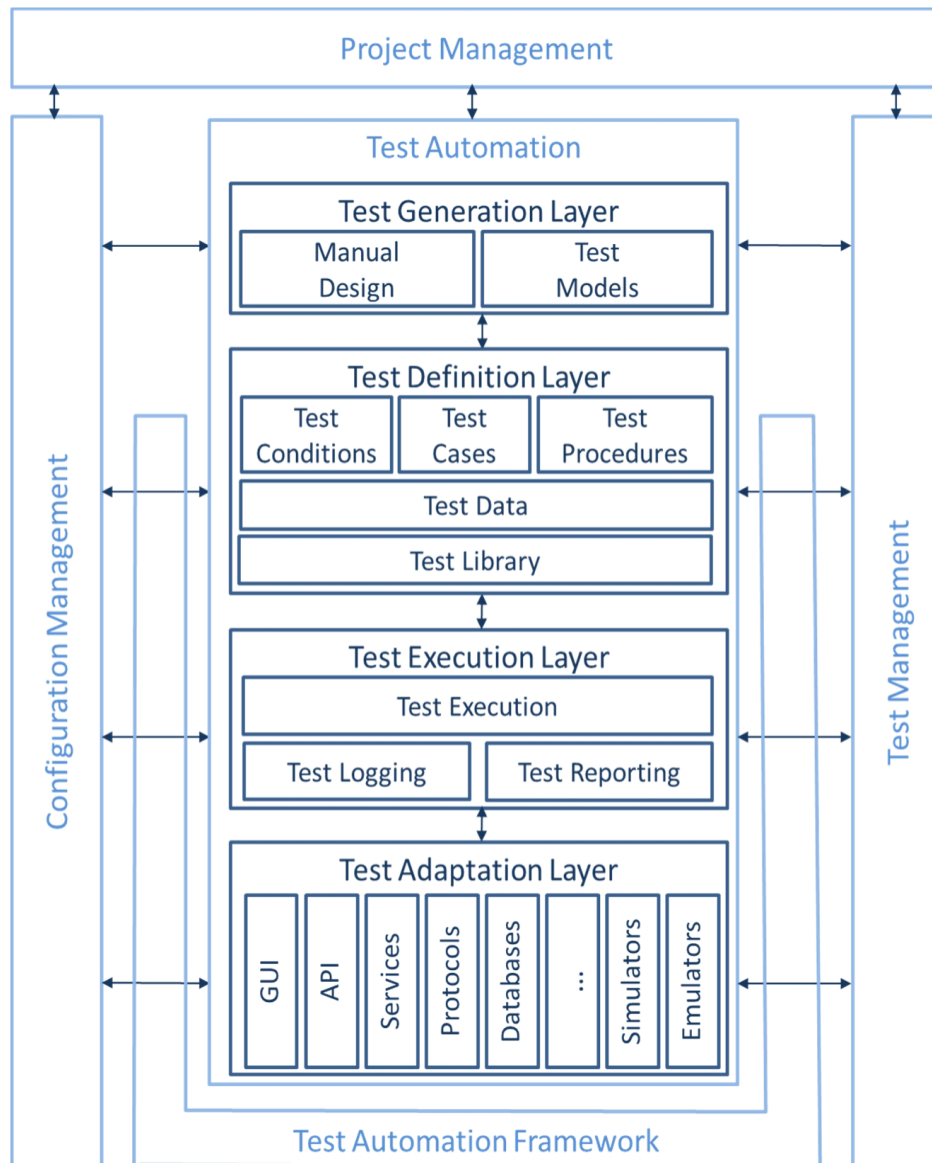 Project Management
Test Automation
Test Generation Layer
Manual
Design
Test
Models
Test Definition Layer
Test
Conditions
Test
Cases
Test
Procedures
Test Data
Test Library
Test Execution Layer
Test Execution
Test Logging
Test Reporting
Test Adaptation Layer
GUI
API
Services
Protocols
Databases
...
Simulators
Emulators
Configuration Management
Test Management
Test Automation Framework